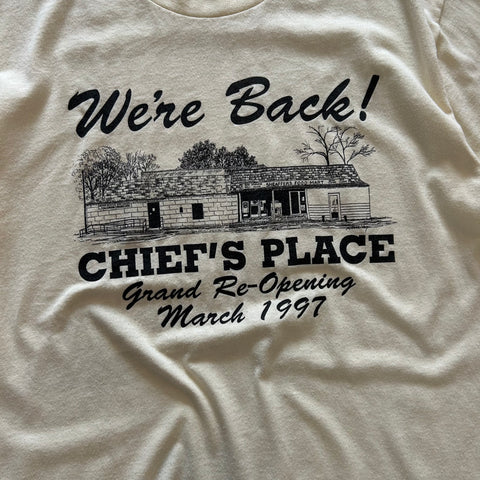 We're Back!
CHIEF'S PLACE
Grand Re-Opening
March 1997